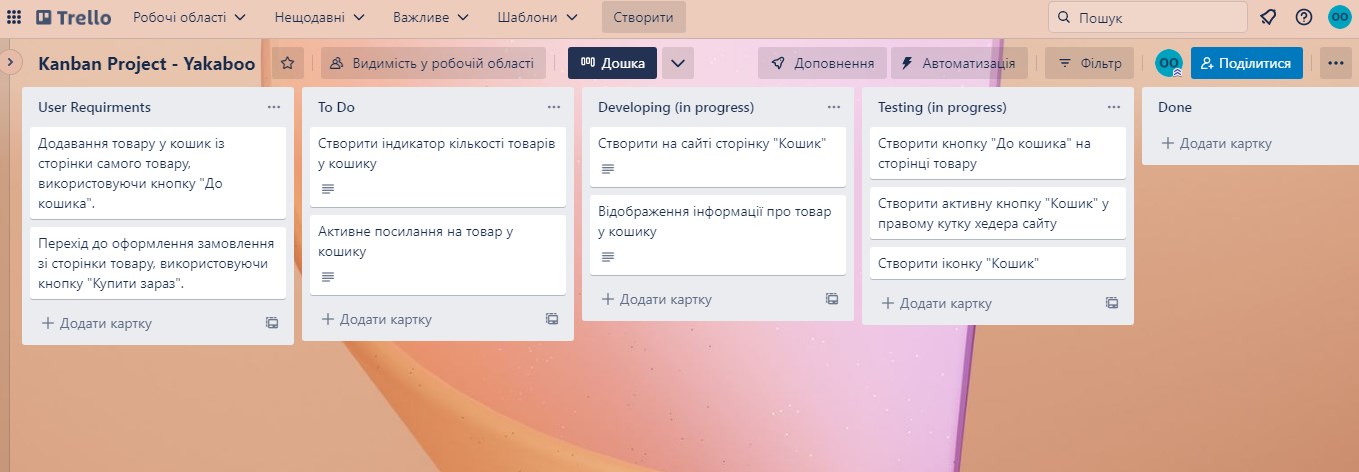 Trello
Робочі області
Нещодавні
Важливе
Шаблони
Створити
Пошук
OO
Kanban Project - Yakaboo
Видимість у робочій області
Дошка
Доповнення
Автоматизація
Фільтр
OO
Поділитися
User Requirments
Додавання товару у кошик із
сторінки самого товару,
використовуючи кнопку "До
кошика".
Перехід до оформлення замовлення
зі сторінки товару, використовуючи
кнопку "Купити зараз".
Додати картку
To Do
Створити індикатор кількості товарів
у кошику
Активне посилання на товар у
кошику
Додати картку
Developing (in progress)
Створити на сайті сторінку "Кошик"
Відображення інформації про товар
у кошику
Додати картку
Testing (in progress)
Створити кнопку "До кошика" на
сторінці товару
Створити активну кнопку "Кошик" у
правому кутку хедера сайту
Створити іконку "Кошик"
Додати картку
Done
Додати картку